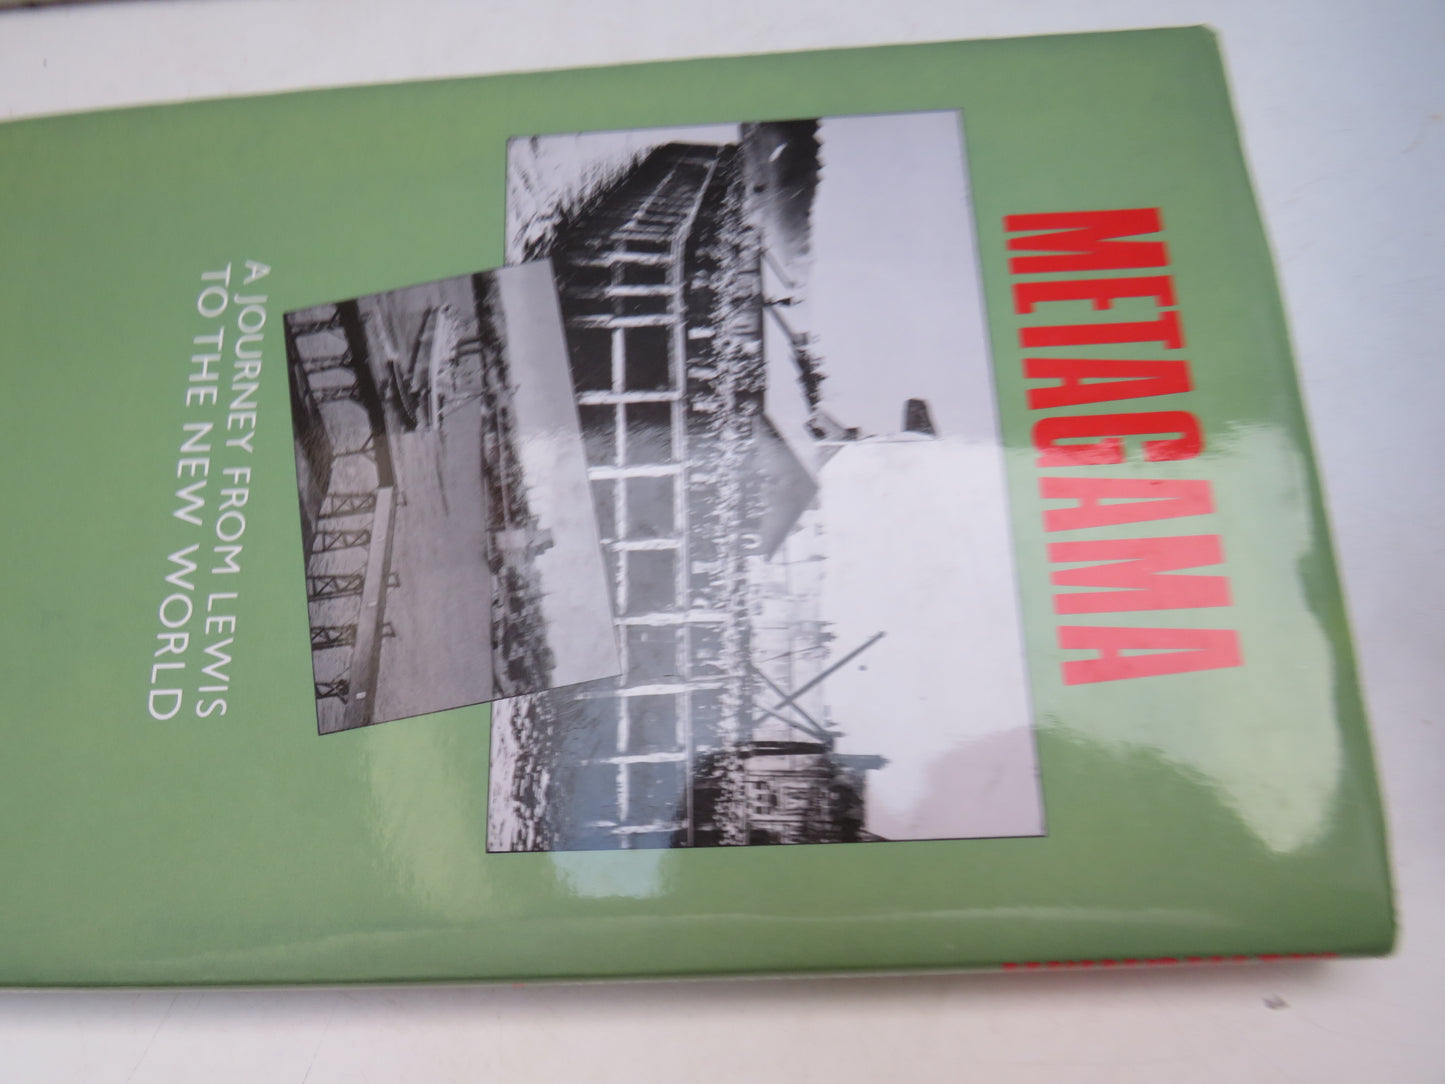 METAGAMA
A JOURNEY FROM LEWIS
TO THE NEW WORLD